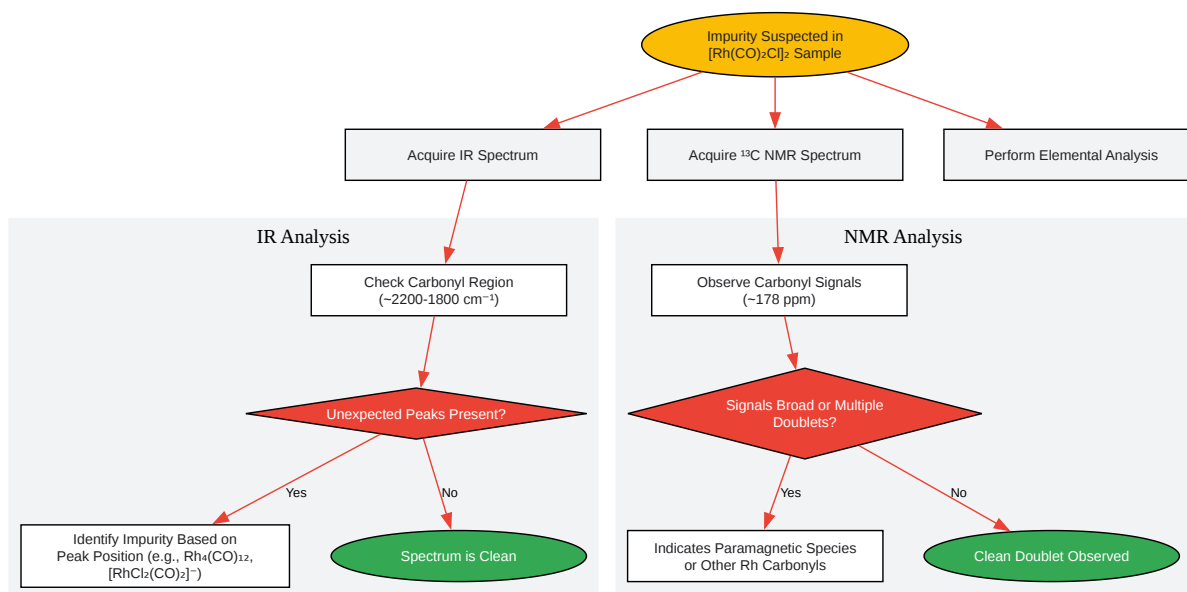 Impurity Suspected in
[Rh(CO)₂Cl]₂ Sample
Acquire IR Spectrum
Acquire ¹³C NMR Spectrum
Perform Elemental Analysis
IR Analysis
NMR Analysis
Check Carbonyl Region
(~2200-1800 cm⁻¹)
Observe Carbonyl Signals
(~178 ppm)
Unexpected Peaks Present?
Signals Broad or Multiple
Doublets?
Yes
No
Yes
No
Identify Impurity Based on
Peak Position (e.g., Rh₄(CO)₁₂,
[RhCl₂(CO)₂]⁻)
Spectrum is Clean
Indicates Paramagnetic Species
or Other Rh Carbonyls
Clean Doublet Observed